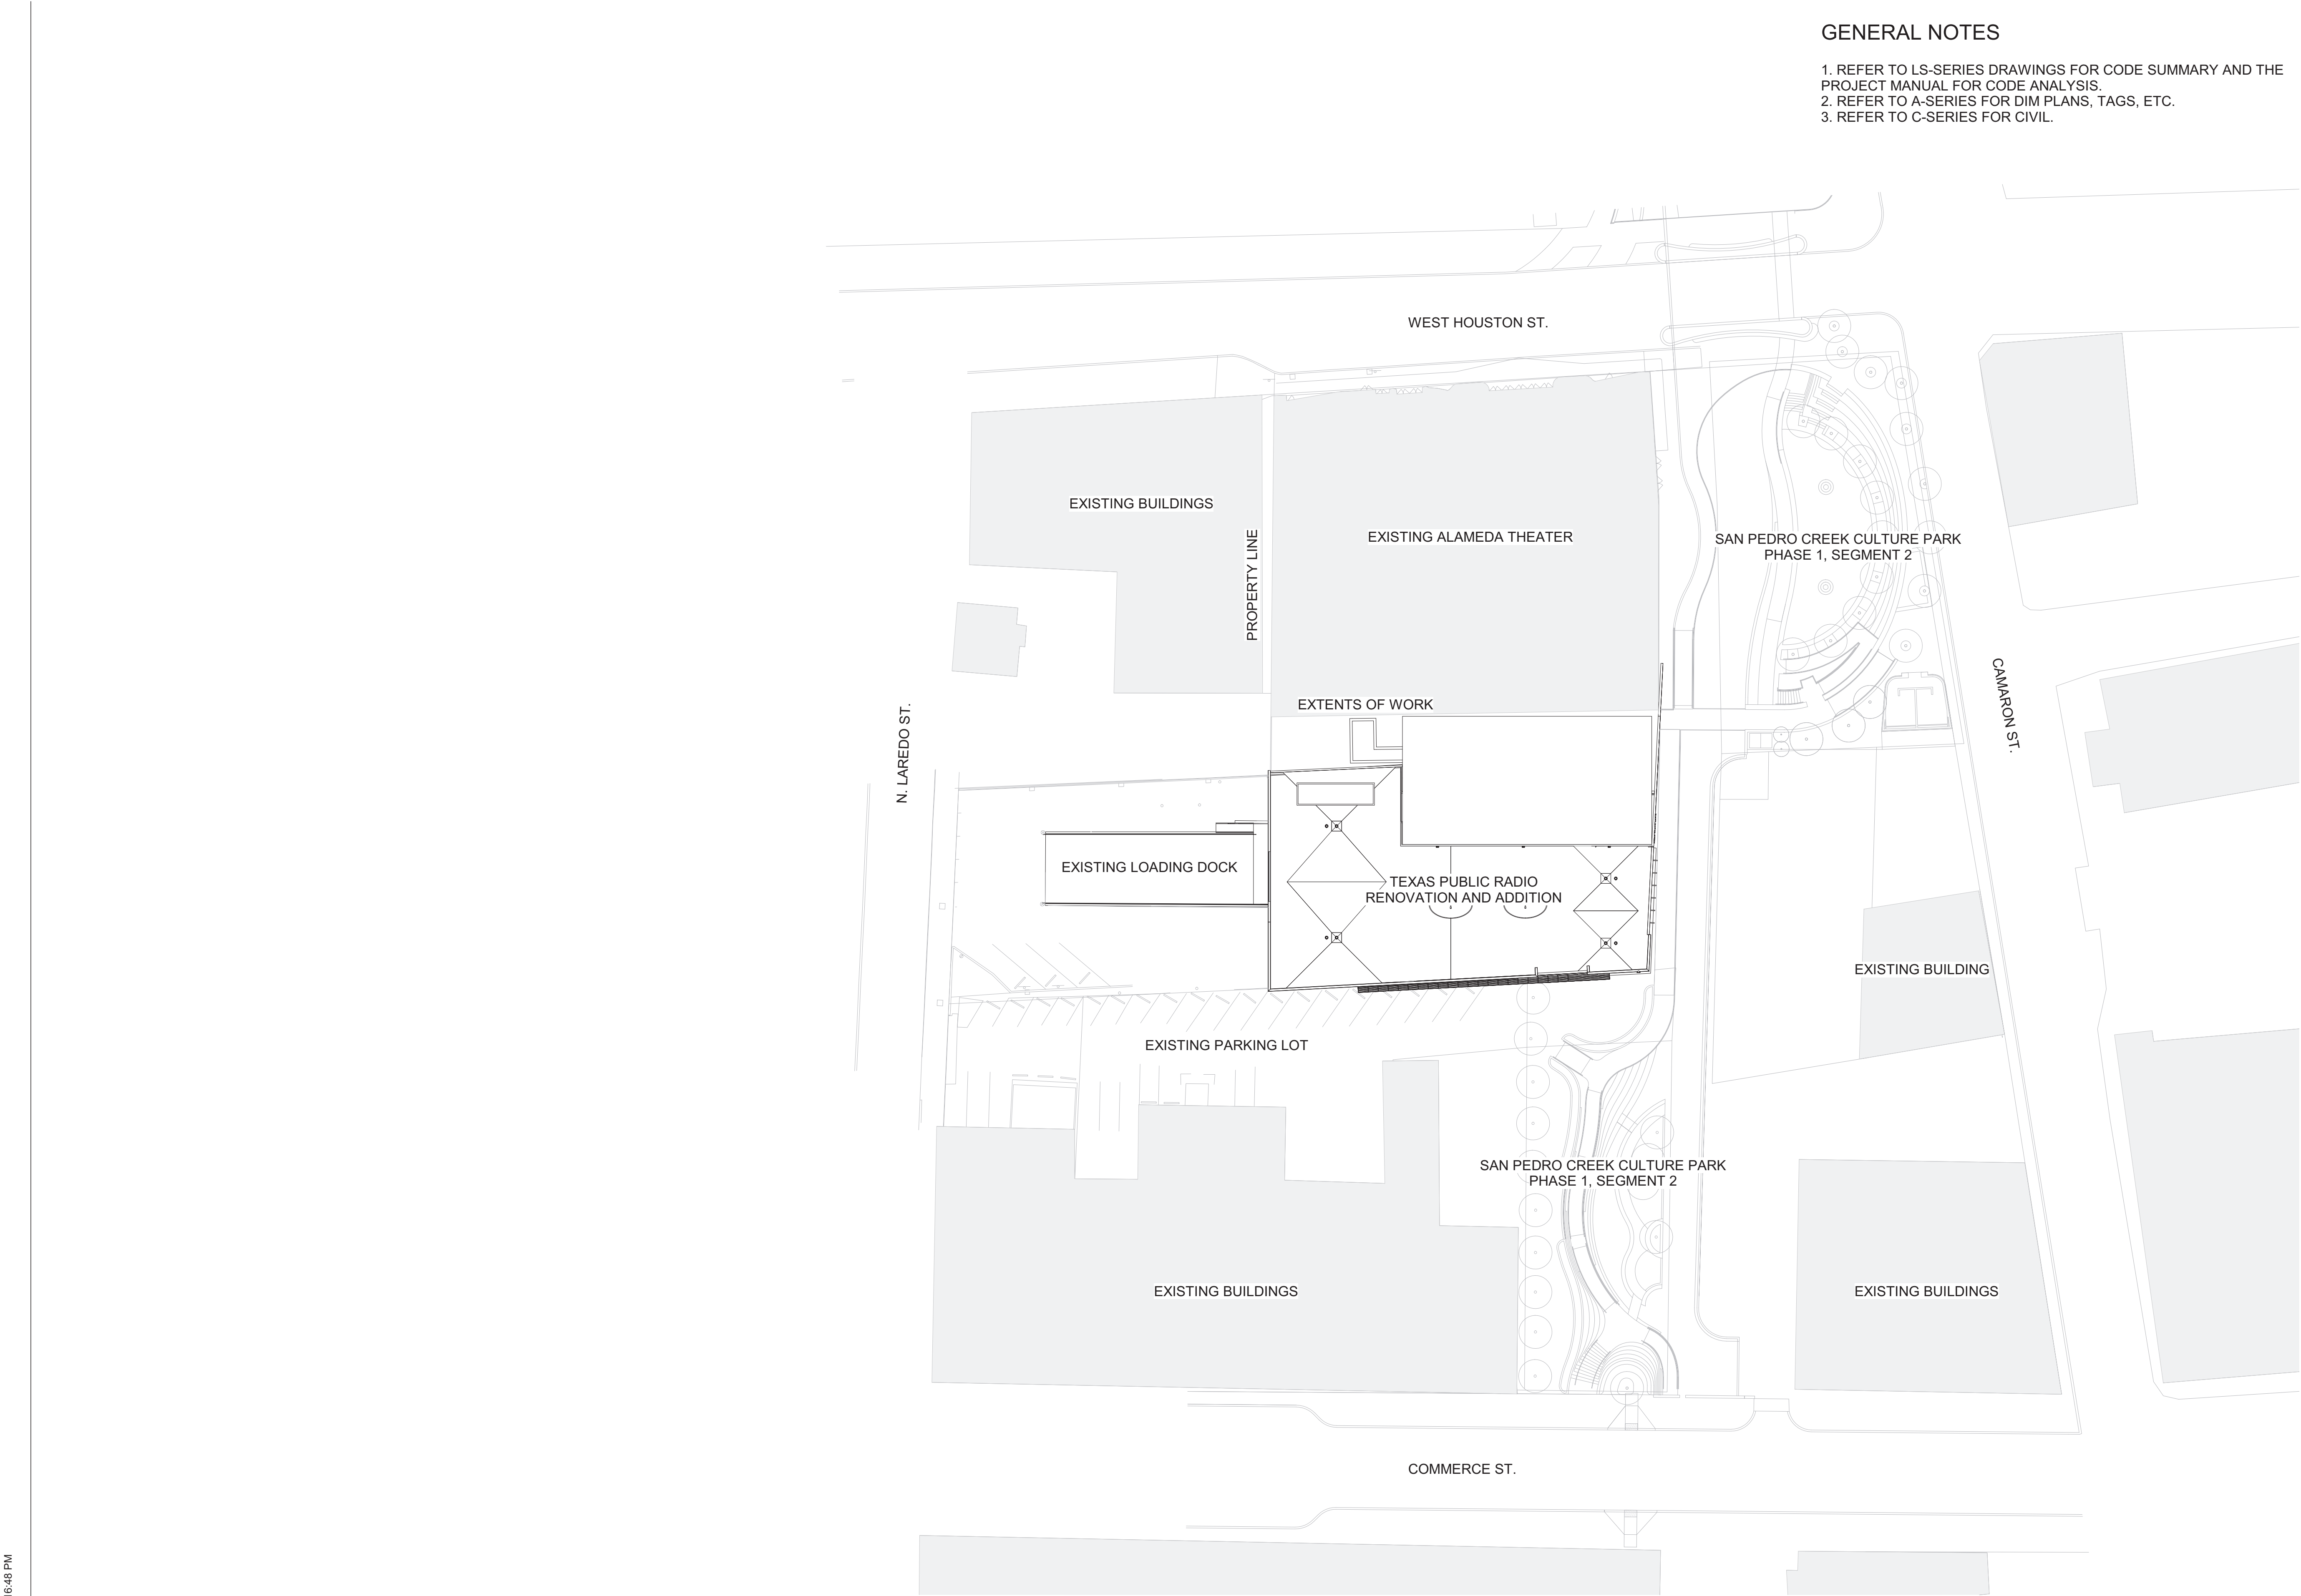 GENERAL NOTES
1. REFER TO LS-SERIES DRAWINGS FOR CODE SUMMARY AND THE
PROJECT MANUAL FOR CODE ANALYSIS.
2. REFER TO A-SERIES FOR DIM PLANS, TAGS, ETC.
3. REFER TO C-SERIES FOR CIVIL.
WEST HOUSTON ST.
EXISTING BUILDINGS
PROPERTY LINE
EXISTING ALAMEDA THEATER
SAN PEDRO CREEK CULTURE PARK
PHASE 1, SEGMENT 2
CAMARON ST.
EXTENTS OF WORK
N. LAREDO ST.
EXISTING LOADING DOCK
TEXAS PUBLIC RADIO
RENOVATION AND ADDITION
EXISTING BUILDING
EXISTING PARKING LOT
SAN PEDRO CREEK CULTURE PARK
PHASE 1, SEGMENT 2
EXISTING BUILDINGS
EXISTING BUILDINGS
COMMERCE ST.
6:48 PM